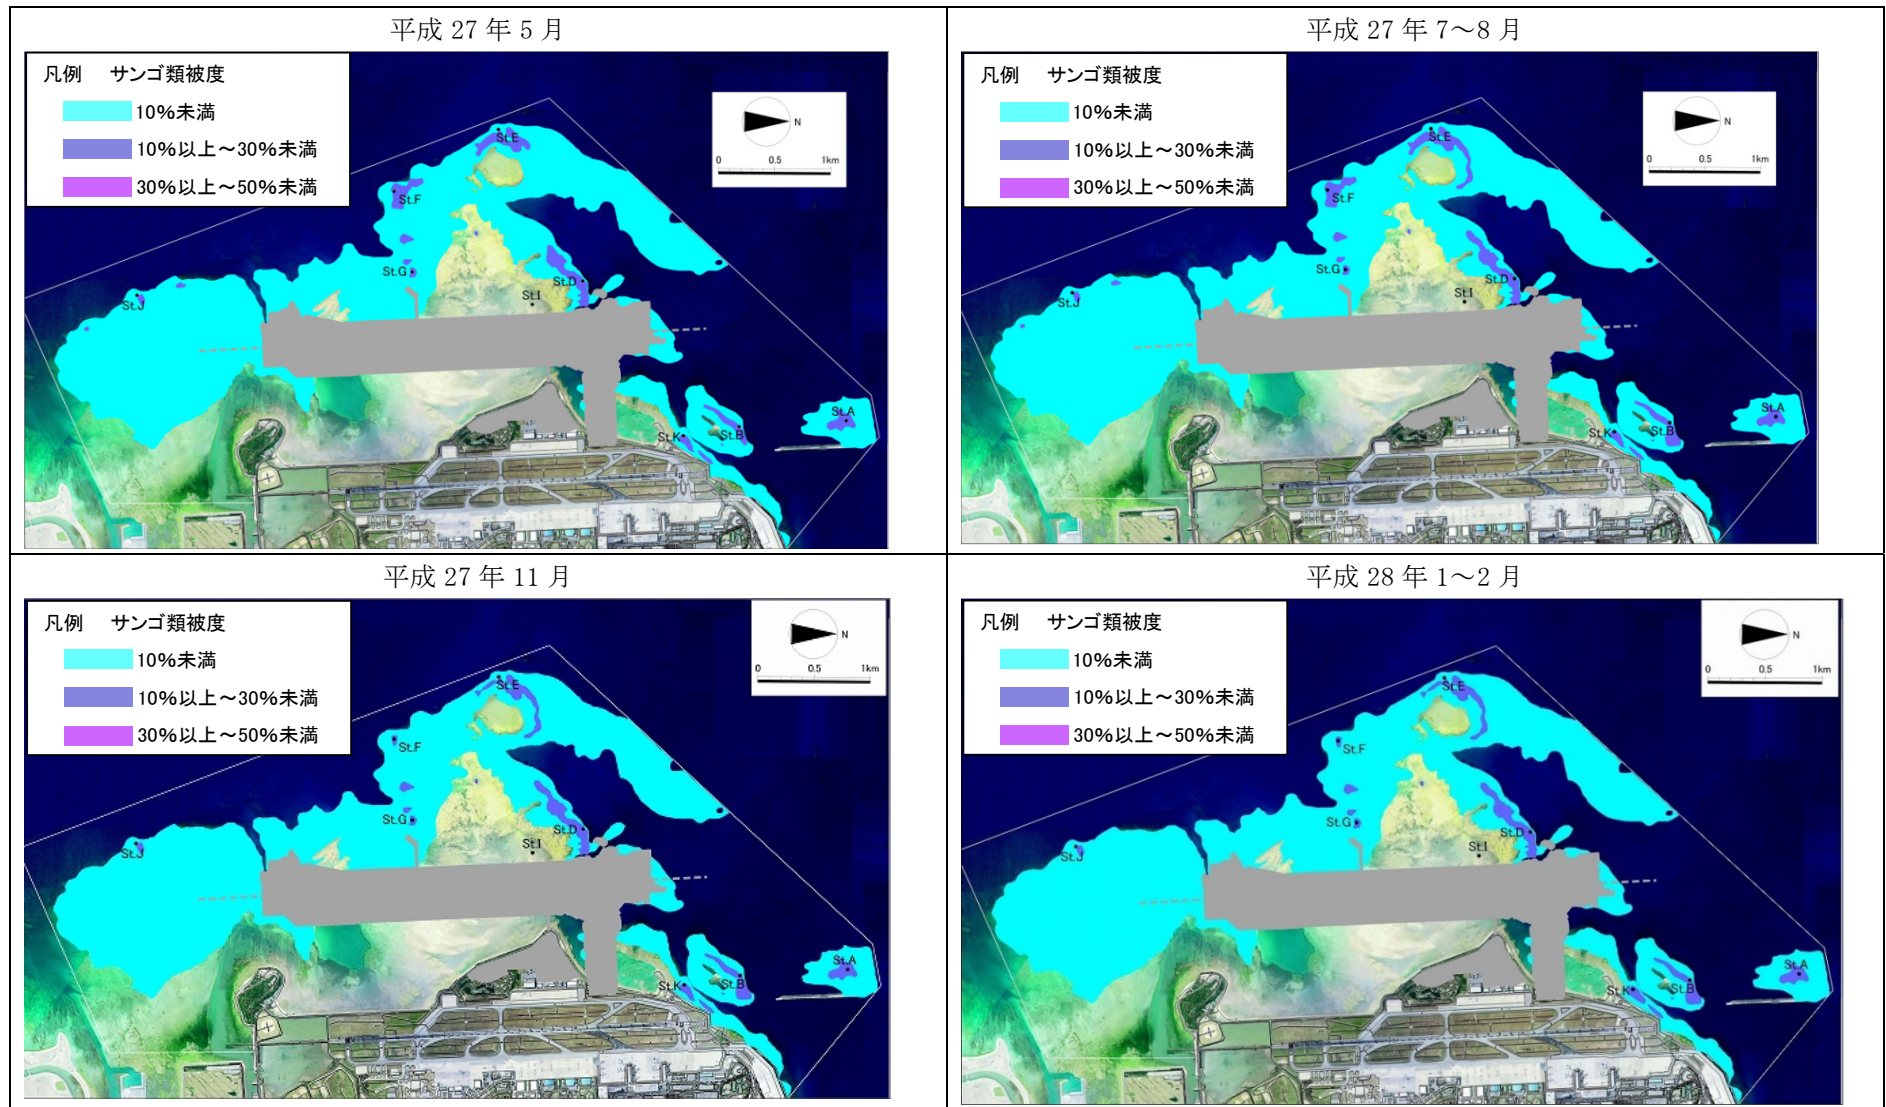 平成 27 年 5 月
凡例 サンゴ類被度
10%未満
10%以上～30%未満
30%以上～50%未満
N
0 0.5 1km
St.E
St.F
St.G
St.D
St.J
St.I
St.A
St.B
St.K
平成 27 年 7～8 月
凡例 サンゴ類被度
10%未満
10%以上～30%未満
30%以上～50%未満
N
0 0.5 1km
St.E
St.F
St.G
St.D
St.J
St.I
St.A
St.B
St.K
平成 27 年 11 月
凡例 サンゴ類被度
10%未満
10%以上～30%未満
30%以上～50%未満
N
0 0.5 1km
St.E
St.F
St.G
St.D
St.J
St.I
St.A
St.B
St.K
平成 28 年 1～2 月
凡例 サンゴ類被度
10%未満
10%以上～30%未満
30%以上～50%未満
N
0 0.5 1km
St.E
St.F
St.G
St.D
St.J
St.I
St.A
St.B
St.K